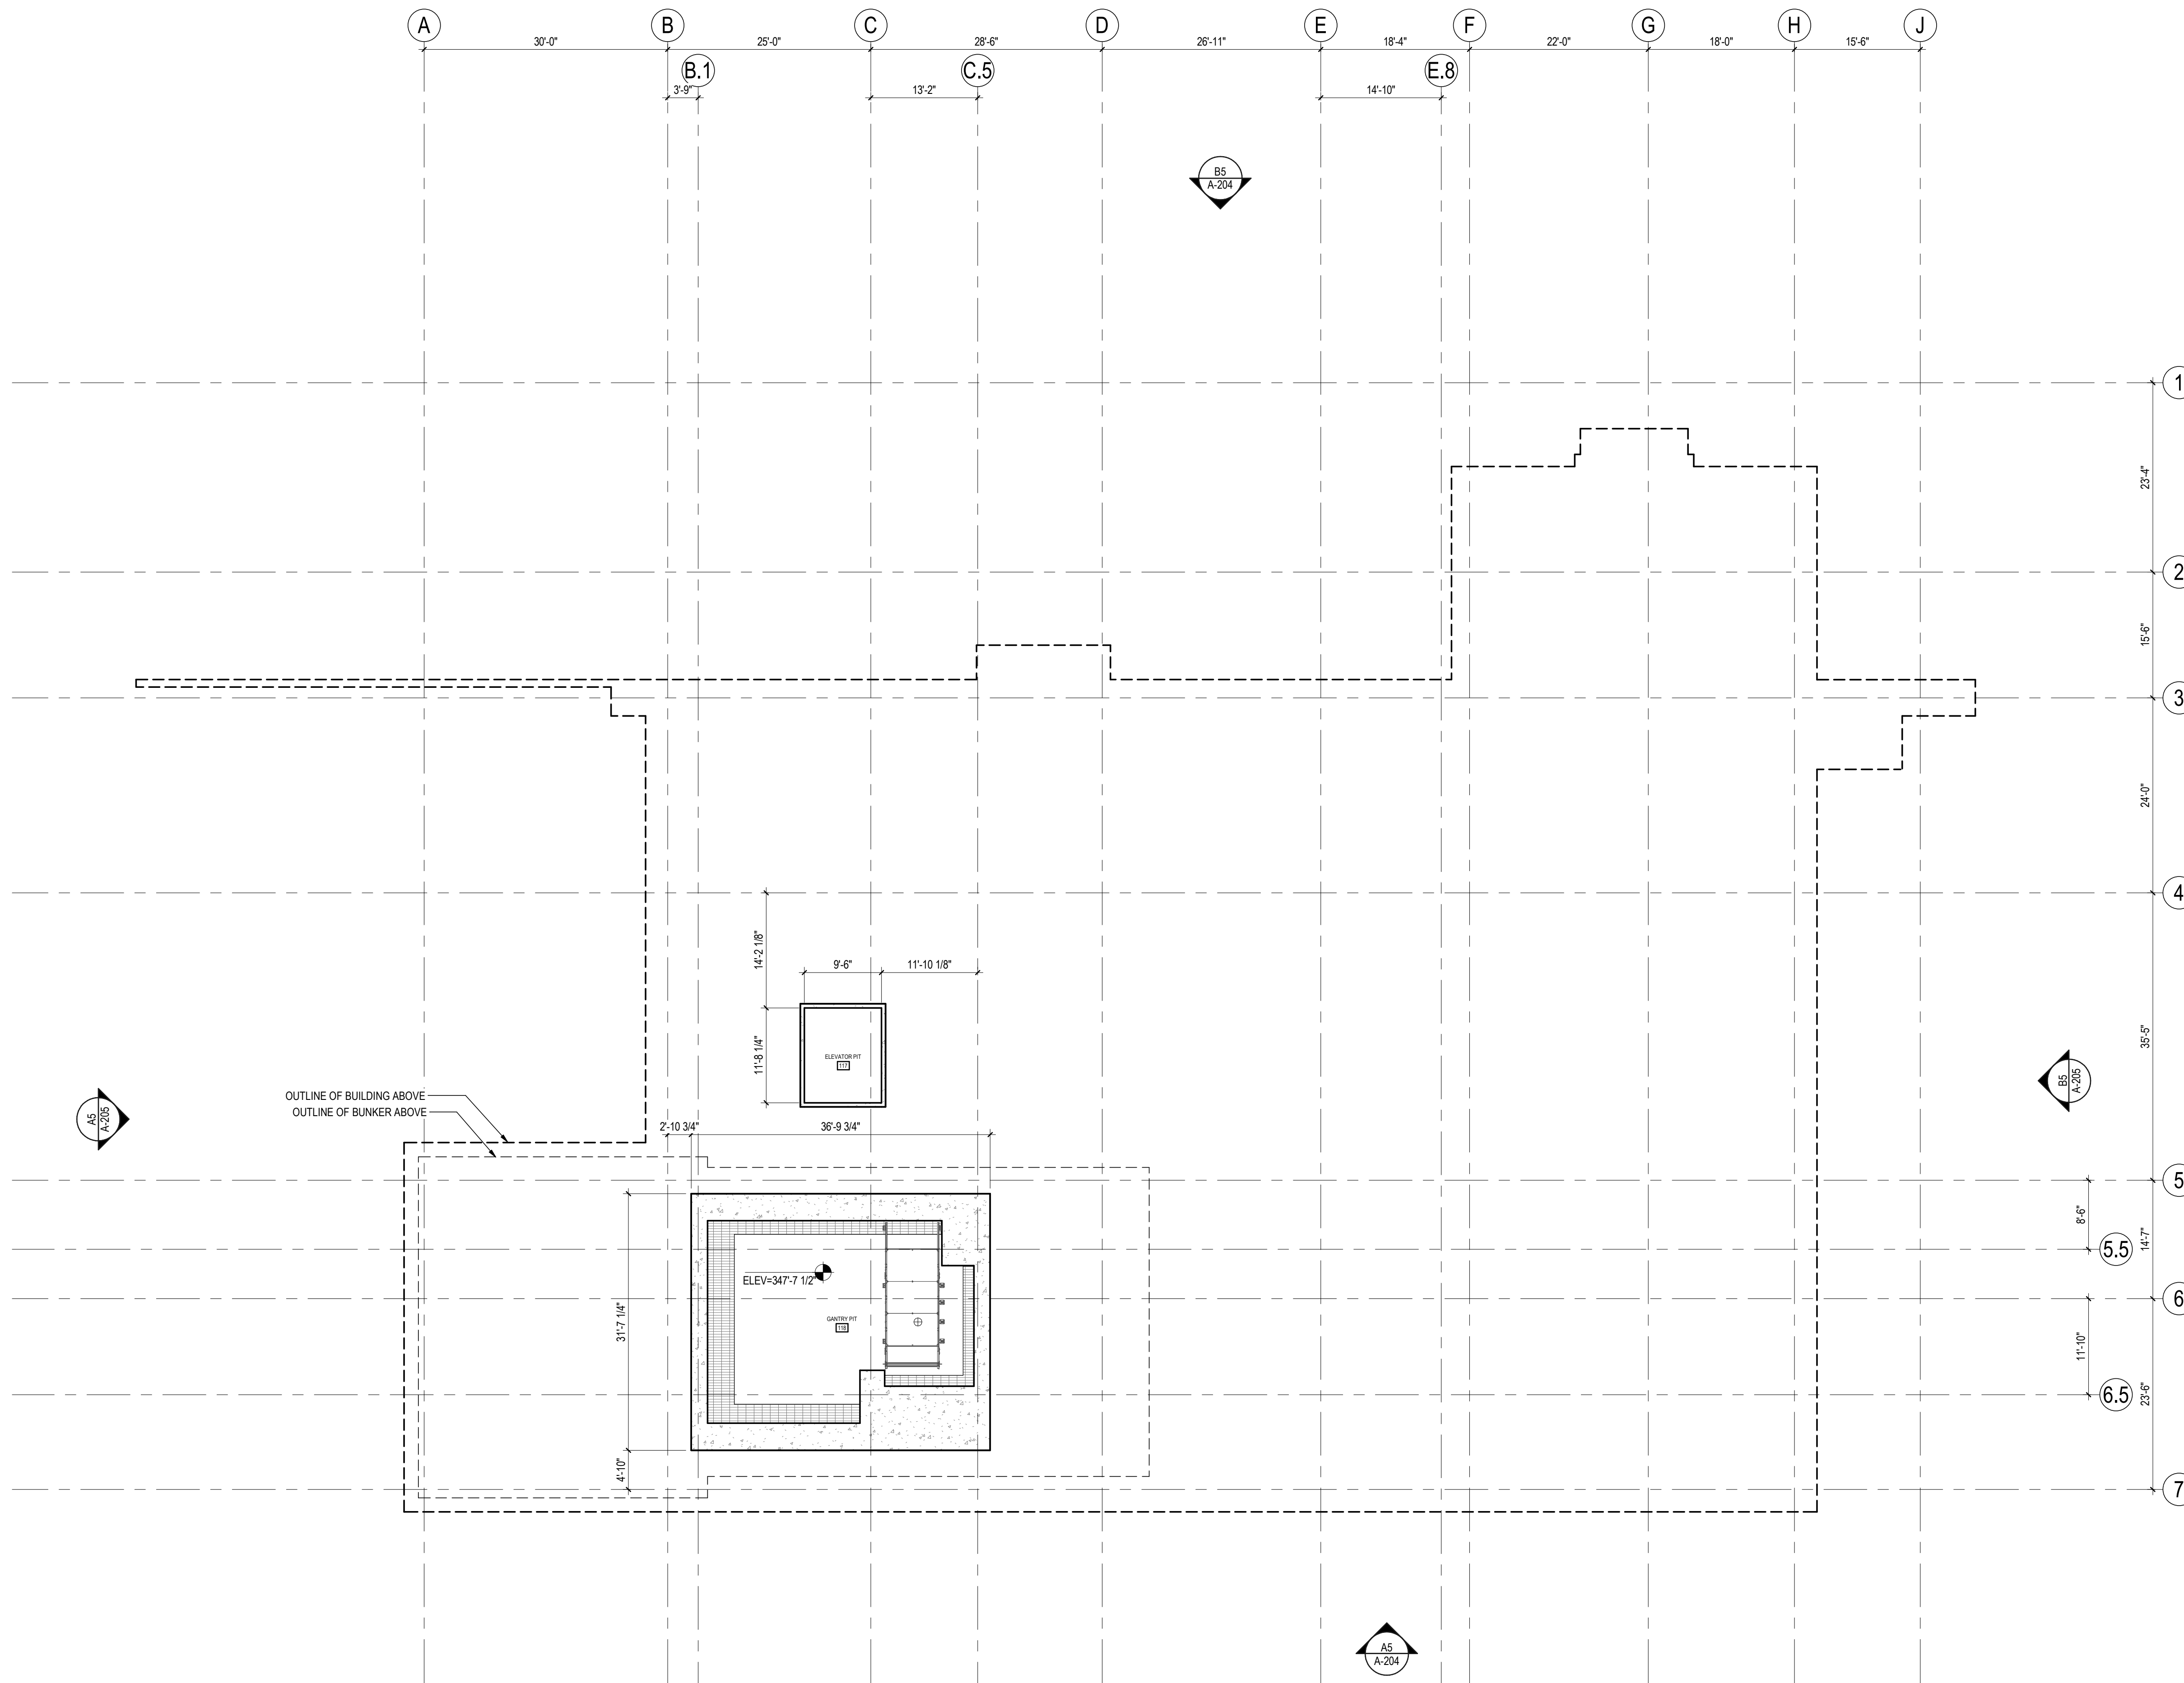 A
B
C
D
E
F
G
H
J
30'-0"
25'-0"
28'-6"
26'-11"
18'-4"
22'-0"
18'-0"
15'-6"
B.1
C.5
E.8
3'-9"
13'-2"
14'-10"
B5
A-204
1
23'-4"
2
15'-6"
3
24'-0"
4
14'-2 1/8"
9'-6"
11'-10 1/8"
35'-5"
11'-8 1/4"
ELEVATOR PIT
117
B5
A-205
A5
A-205
OUTLINE OF BUILDING ABOVE
OUTLINE OF BUNKER ABOVE
2'-10 3/4"
36'-9 3/4"
5
8'-6"
14'-7"
5.5
ELEV=347'-7 1/2"
6
31'-7 1/4"
GANTRY PIT
118
11'-10"
6.5
23'-6"
4'-10"
7
A5
A-204